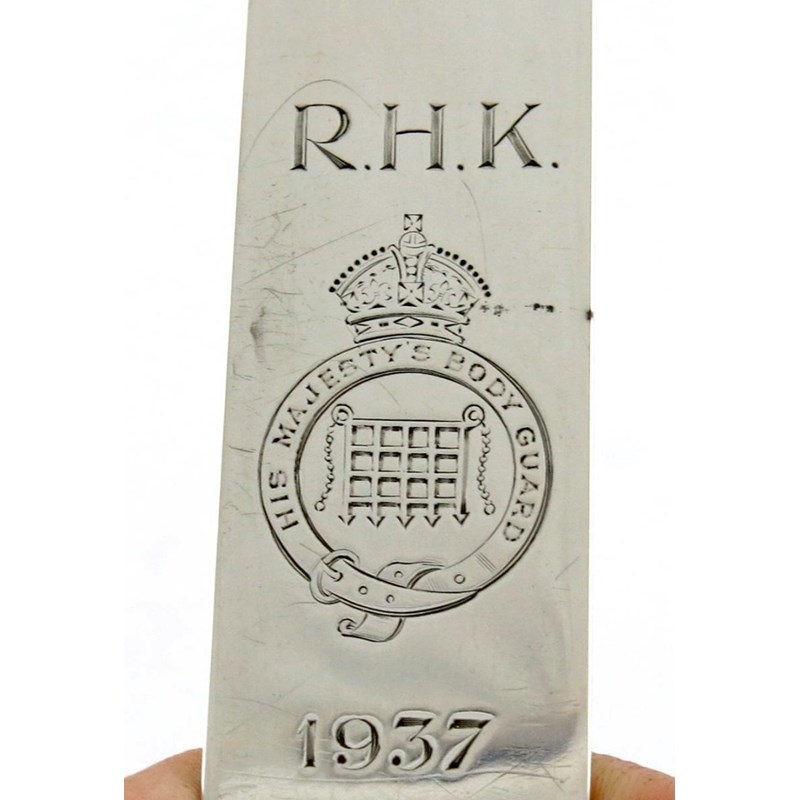 R.H.K.
HIS MAJESTY'S BODY GUARD
1937